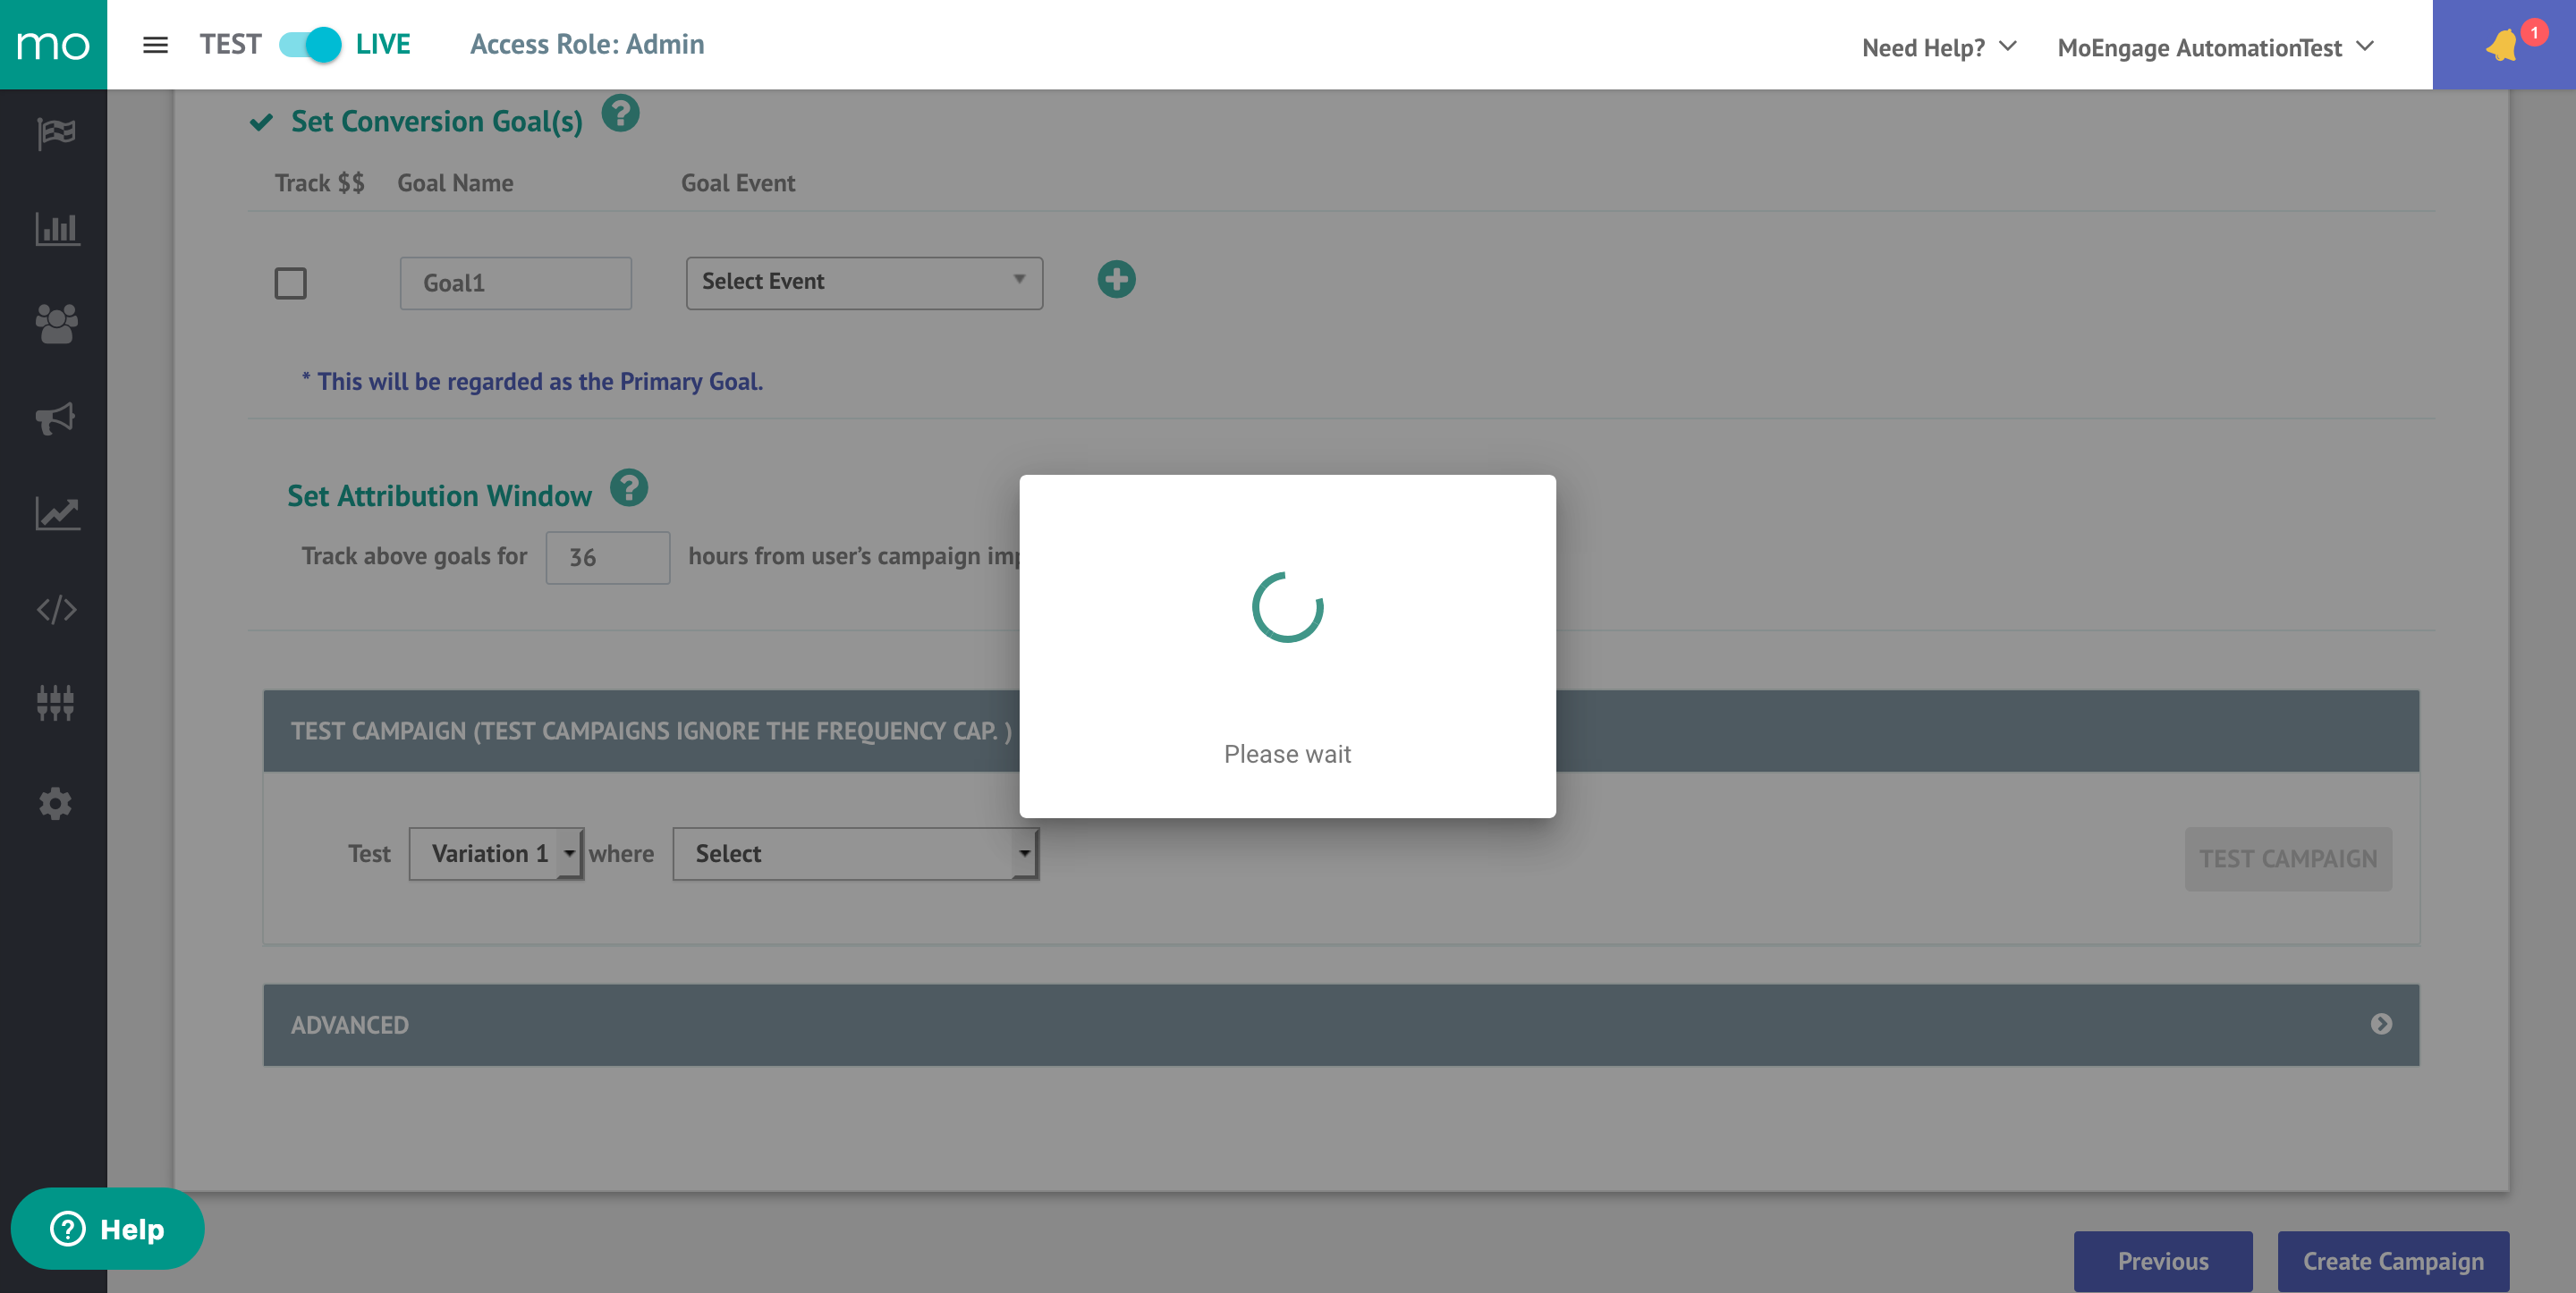 mo
TEST LIVE Access Role: Admin Need Help? MoEngage AutomationTest 1
Set Conversion Goal(s) ?
Track $$ Goal Name Goal Event
Goal1 Select Event
* This will be regarded as the Primary Goal.
Set Attribution Window ?
Track above goals for 36 hours from user’s campaign imp
Please wait
TEST CAMPAIGN (TEST CAMPAIGNS IGNORE THE FREQUENCY CAP. )
Test Variation 1 where Select TEST CAMPAIGN
ADVANCED
? Help
Previous Create Campaign